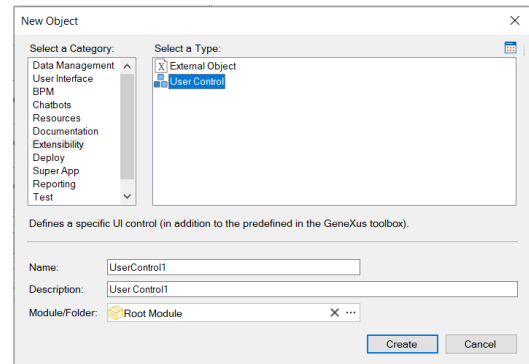 New Object
Select a Category:
Select a Type:
Data Management
User Interface
BPM
Chatbots
Resources
Documentation
Extensibility
Deploy
Super App
Reporting
Test
External Object
User Control
Defines a specific UI control (in addition to the predefined in the GeneXus toolbox).
Name: UserControl1
Description: User Control1
Module/Folder: Root Module
Create Cancel